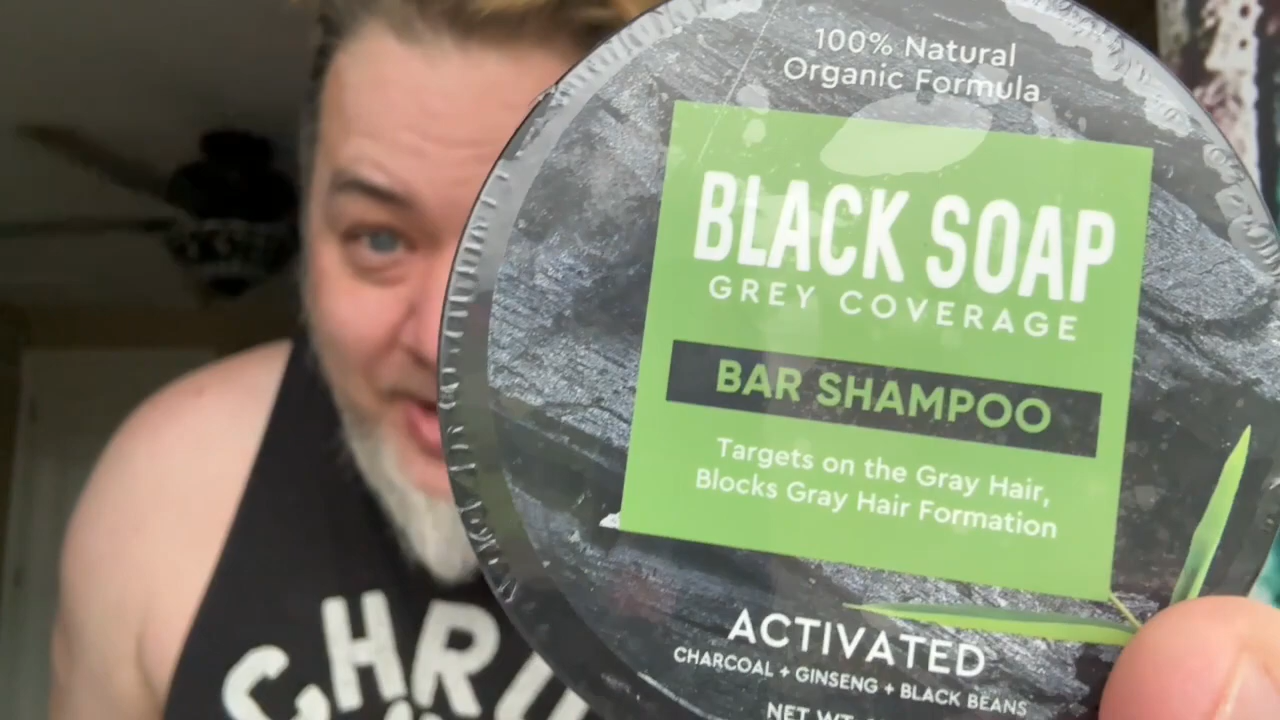 100% Natural
Organic Formula
BLACK SOAP
GREY COVERAGE
BAR SHAMPOO
Targets on the Gray Hair,
Blocks Gray Hair Formation
ACTIVATED
CHARCOAL + GINSENG + BLACK BEANS
NET WT
CHRU